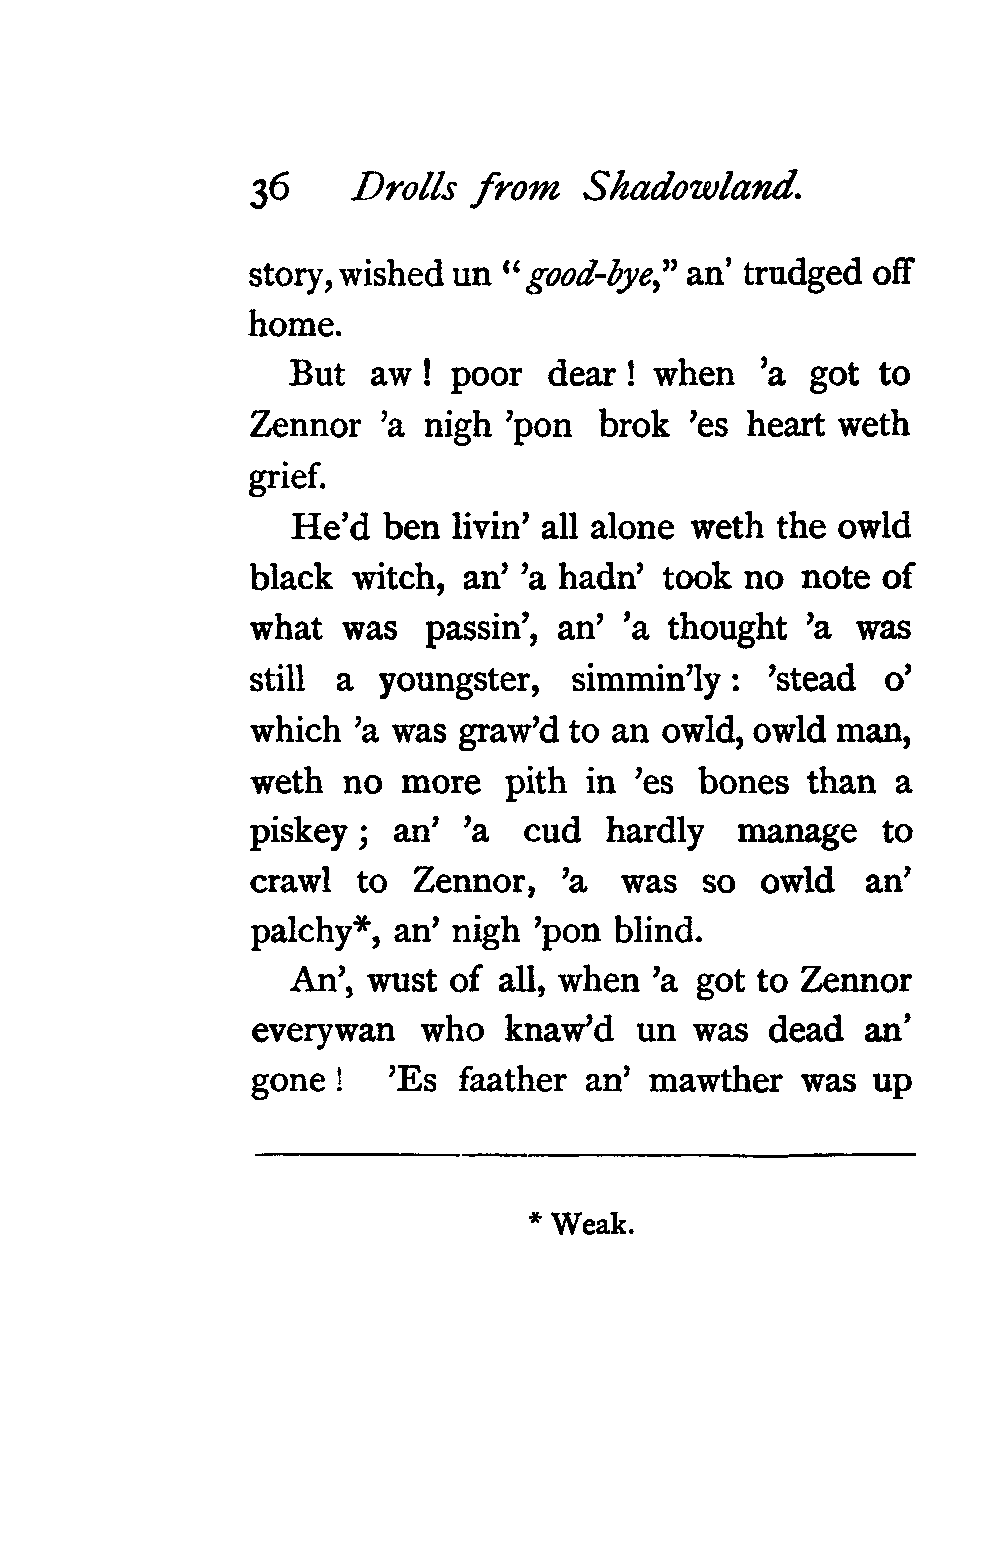 36 Drolls from Shadowland.
story, wished un “good-bye,” an’ trudged off
home.
But aw ! poor dear ! when ’a got to
Zennor ’a nigh ’pon brok ’es heart weth
grief.
He’d ben livin’ all alone weth the owld
black witch, an’ ’a hadn’ took no note of
what was passin’, an’ ’a thought ’a was
still a youngster, simmin’ly : ’stead o’
which ’a was graw’d to an owld, owld man,
weth no more pith in ’es bones than a
piskey ; an’ ’a cud hardly manage to
crawl to Zennor, ’a was so owld an’
palchy*, an’ nigh ’pon blind.
An’, wust of all, when ’a got to Zennor
everywan who knaw’d un was dead an’
gone ! ’Es faather an’ mawther was up
* Weak.